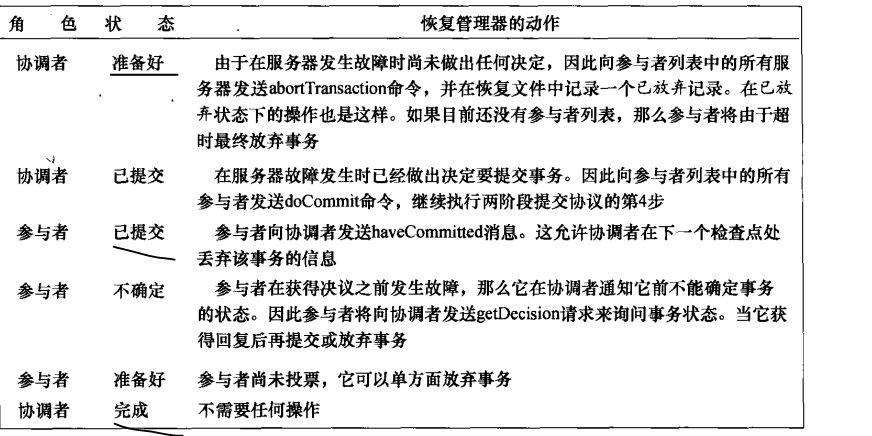 角 色 状 态 恢复管理器的动作
协调者 准备好 由于在服务器发生故障时尚未做出任何决定，因此向参与者列表中的所有服
务器发送abortTransaction命令，并在恢复文件中记录一个已放弃记录。在已放
弃状态下的操作也是这样。如果目前还没有参与者列表，那么参与者将由于超
时最终放弃事务
协调者 已提交 在服务器故障发生时已经做出决定要提交事务。因此向参与者列表中的所有
参与者发送doCommit命令，继续执行两阶段提交协议的第4步
参与者 已提交 参与者向协调者发送haveCommitted消息。这允许协调者在下一个检查点处
丢弃该事务的信息
参与者 不确定 参与者在获得决议之前发生故障，那么它在协调者通知它前不能确定事务
的状态。因此参与者将向协调者发送getDecision请求来询问事务状态。当它获
得回复后再提交或放弃事务
参与者 准备好 参与者尚未投票，它可以单方面放弃事务
协调者 完成 不需要任何操作